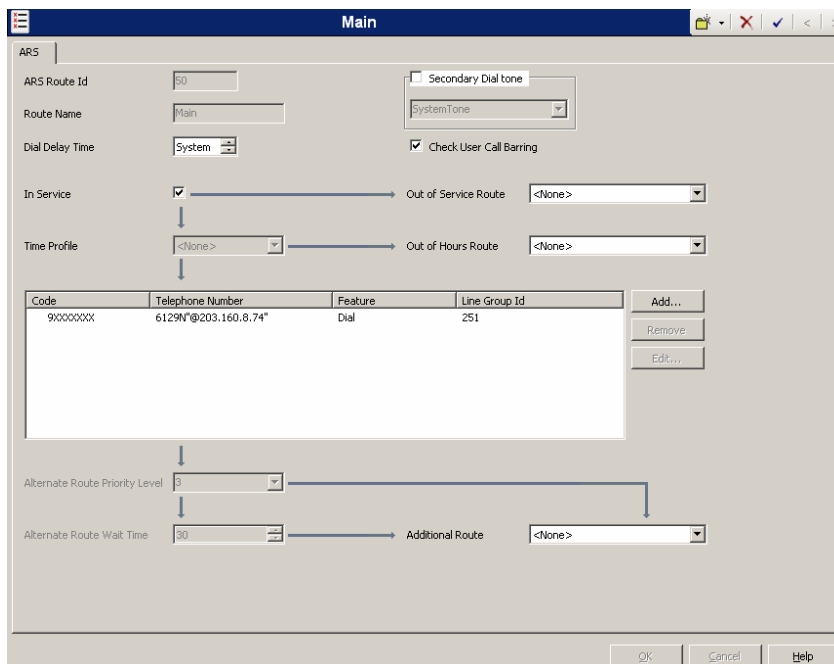 Main
ARS
ARS Route Id 50
Secondary Dial tone
SystemTone
Route Name Main
Dial Delay Time System
Check User Call Barring
In Service Out of Service Route <None>
Time Profile <None> Out of Hours Route <None>
Code Telephone Number Feature Line Group Id
9XXXXXXX 6129N"@203.160.8.74" Dial 251
Add...
Remove
Edit...
Alternate Route Priority Level 3
Alternate Route Wait Time 30 Additional Route <None>
OK Cancel Help